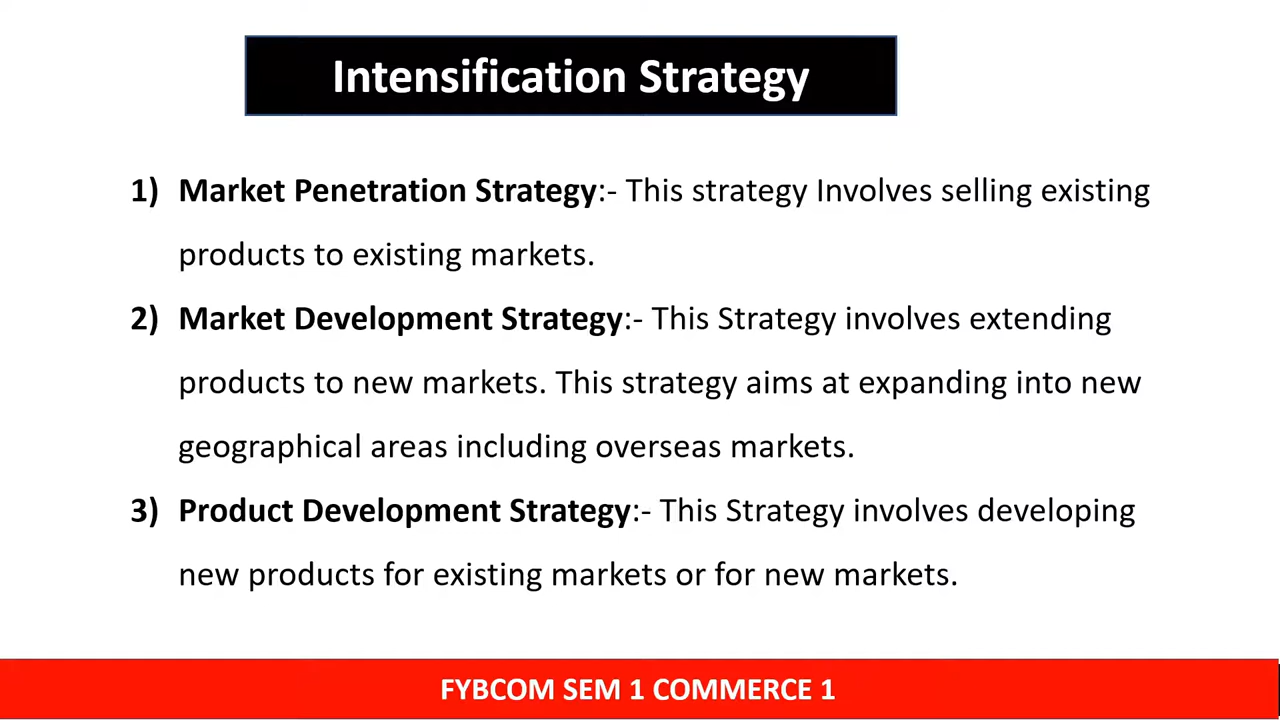 Intensification Strategy
1) Market Penetration Strategy:- This strategy Involves selling existing
products to existing markets.
2) Market Development Strategy:- This Strategy involves extending
products to new markets. This strategy aims at expanding into new
geographical areas including overseas markets.
3) Product Development Strategy:- This Strategy involves developing
new products for existing markets or for new markets.
FYBCOM SEM 1 COMMERCE 1